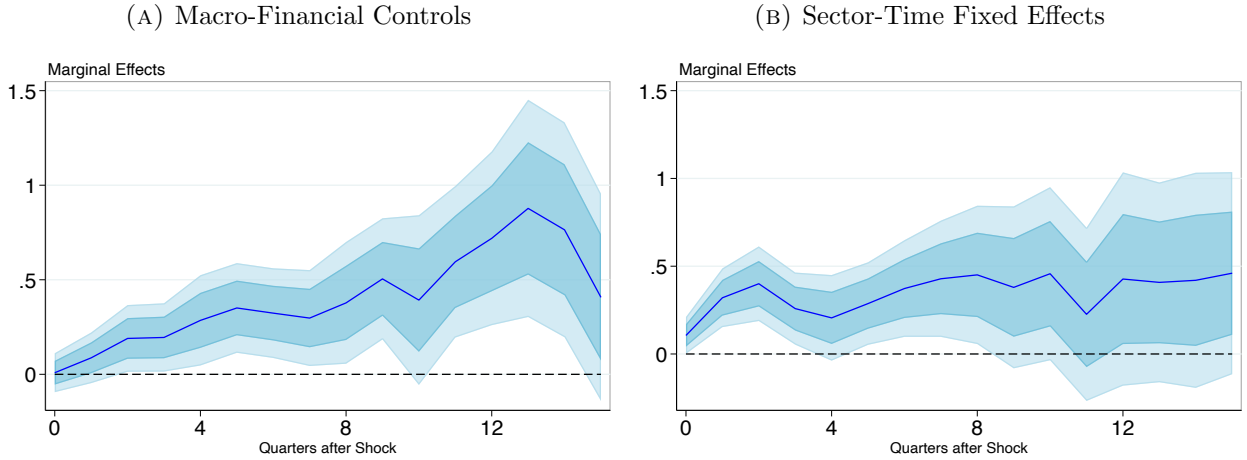 (A) Macro-Financial Controls
Marginal Effects
1.5
1
.5
0
0 4 8 12
Quarters after Shock
(B) Sector-Time Fixed Effects
Marginal Effects
1.5
1
.5
0
0 4 8 12
Quarters after Shock